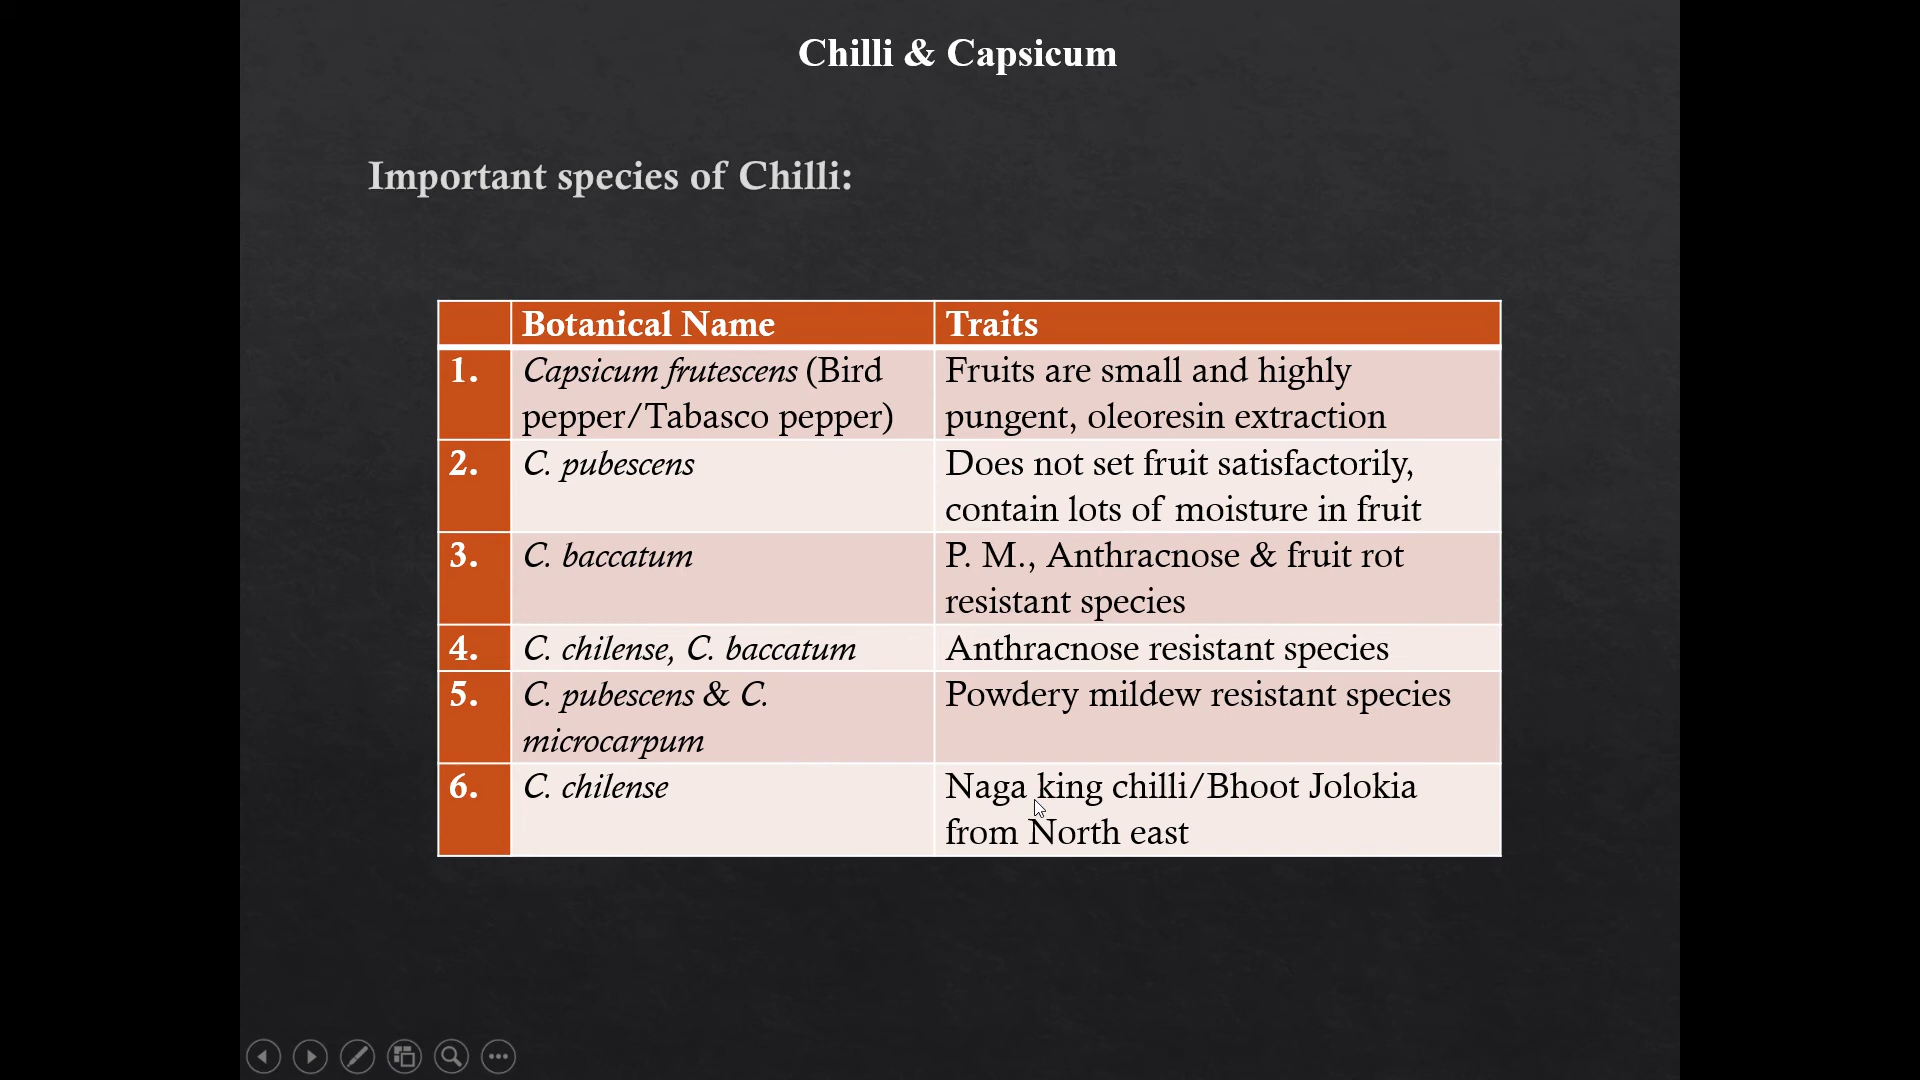 Chilli & Capsicum
Important species of Chilli:
Botanical Name Traits
1. Capsicum frutescens (Bird Fruits are small and highly
pepper/Tabasco pepper) pungent, oleoresin extraction
2. C. pubescens Does not set fruit satisfactorily,
contain lots of moisture in fruit
3. C. baccatum P. M., Anthracnose & fruit rot
resistant species
4. C. chilense, C. baccatum Anthracnose resistant species
5. C. pubescens & C. Powdery mildew resistant species
microcarpum
6. C. chilense Naga king chilli/Bhoot Jolokia
from North east